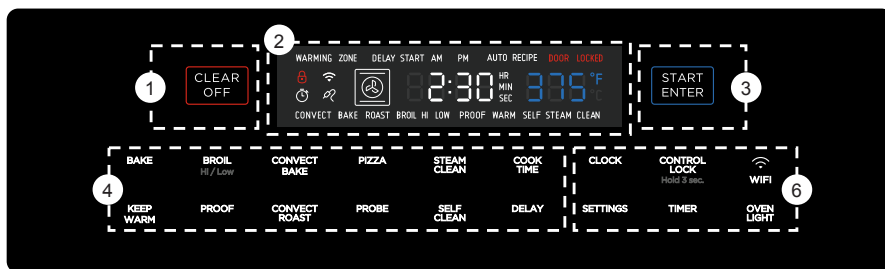 2
WARMING ZONE DELAY START AM PM AUTO RECIPE DOOR LOCKED
1
CLEAR
OFF
2:30
HR
MIN
SEC
375
°F
°C
START
ENTER
3
CONVECT BAKE ROAST BROIL HI LOW PROOF WARM SELF STEAM CLEAN
4
BAKE
BROIL
HI / Low
CONVECT
BAKE
PIZZA
STEAM
CLEAN
COOK
TIME
KEEP
WARM
PROOF
CONVECT
ROAST
PROBE
SELF
CLEAN
DELAY
CLOCK
CONTROL
LOCK
Hold 3 sec.
WIFI
6
SETTINGS
TIMER
OVEN
LIGHT